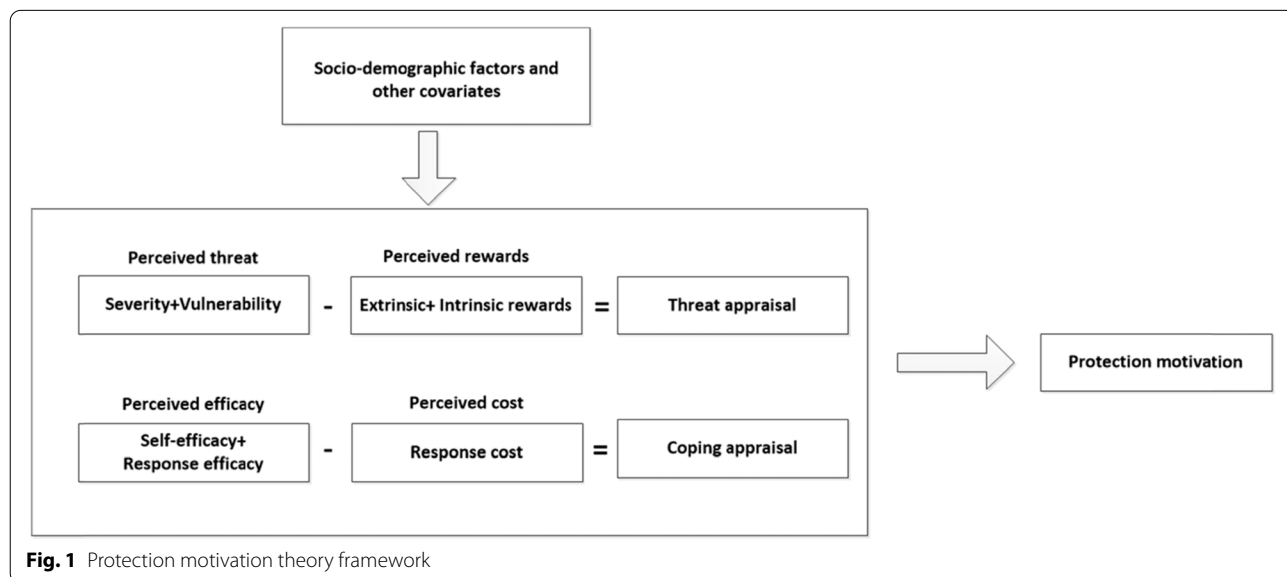 Socio-demographic factors and
other covariates
Perceived threat
Perceived rewards
Severity+Vulnerability
-
Extrinsic+ Intrinsic rewards
=
Threat appraisal
Protection motivation
Perceived efficacy
Perceived cost
Self-efficacy+
Response efficacy
-
Response cost
=
Coping appraisal
Fig. 1 Protection motivation theory framework